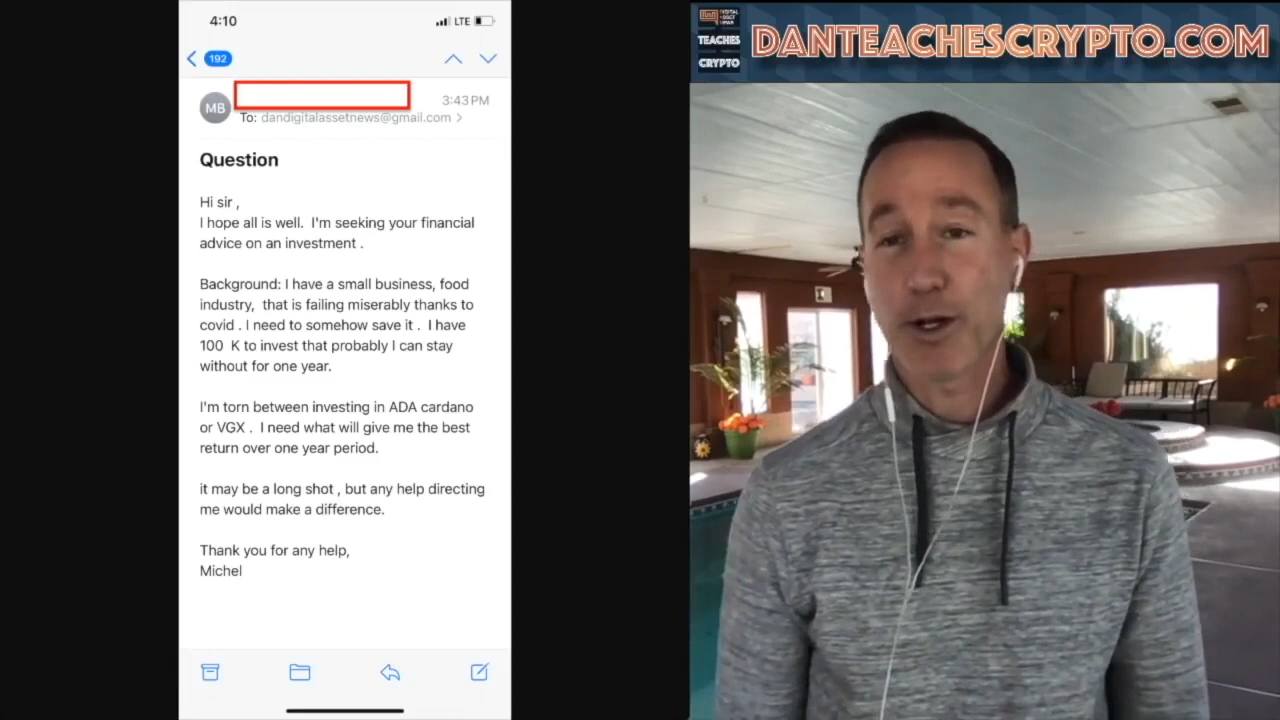 4:10
LTE
192
MB
3:43 PM
To: dandigitalassetnews@gmail.com
Question
Hi sir ,
I hope all is well. I'm seeking your financial
advice on an investment .
Background: I have a small business, food
industry, that is failing miserably thanks to
covid . I need to somehow save it . I have
100 K to invest that probably I can stay
without for one year.
I'm torn between investing in ADA cardano
or VGX . I need what will give me the best
return over one year period.
it may be a long shot , but any help directing
me would make a difference.
Thank you for any help,
Michel
TEACHES
CRYPTO
DANTEACHESCRYPTO.COM